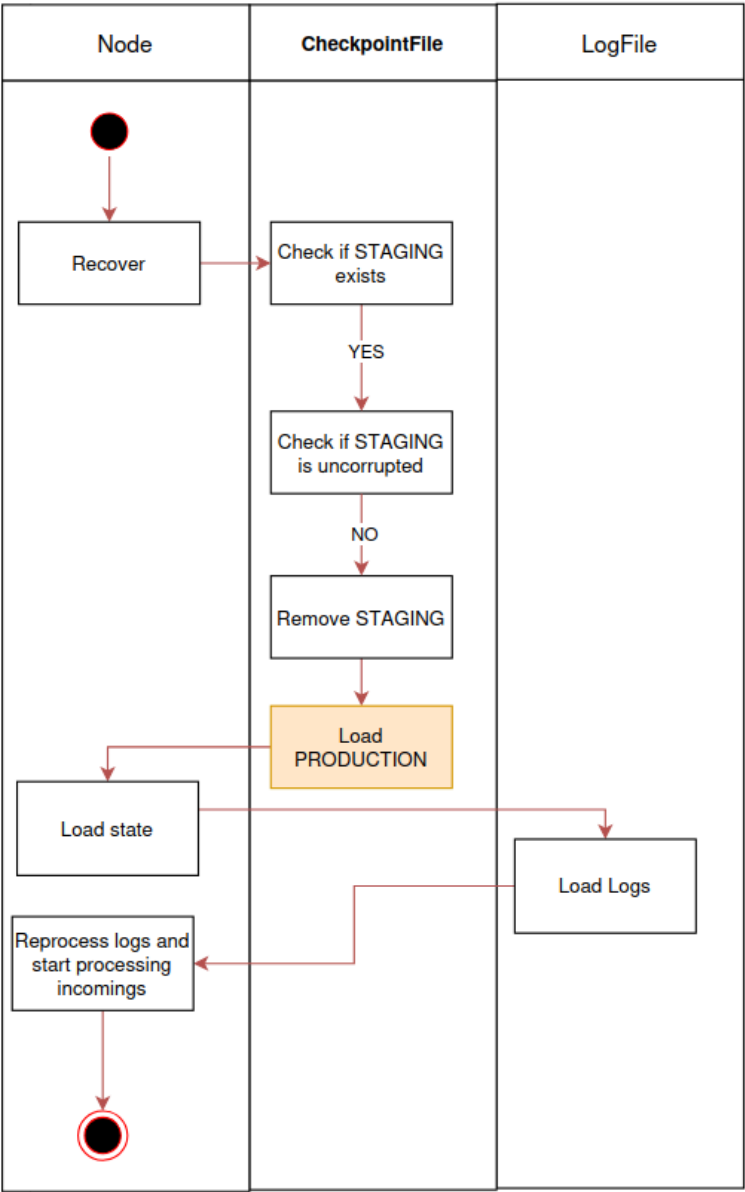 Node
CheckpointFile
LogFile
Recover
Check if STAGING
exists
YES
Check if STAGING
is uncorrupted
NO
Remove STAGING
Load
PRODUCTION
Load state
Load Logs
Reprocess logs and
start processing
incomings